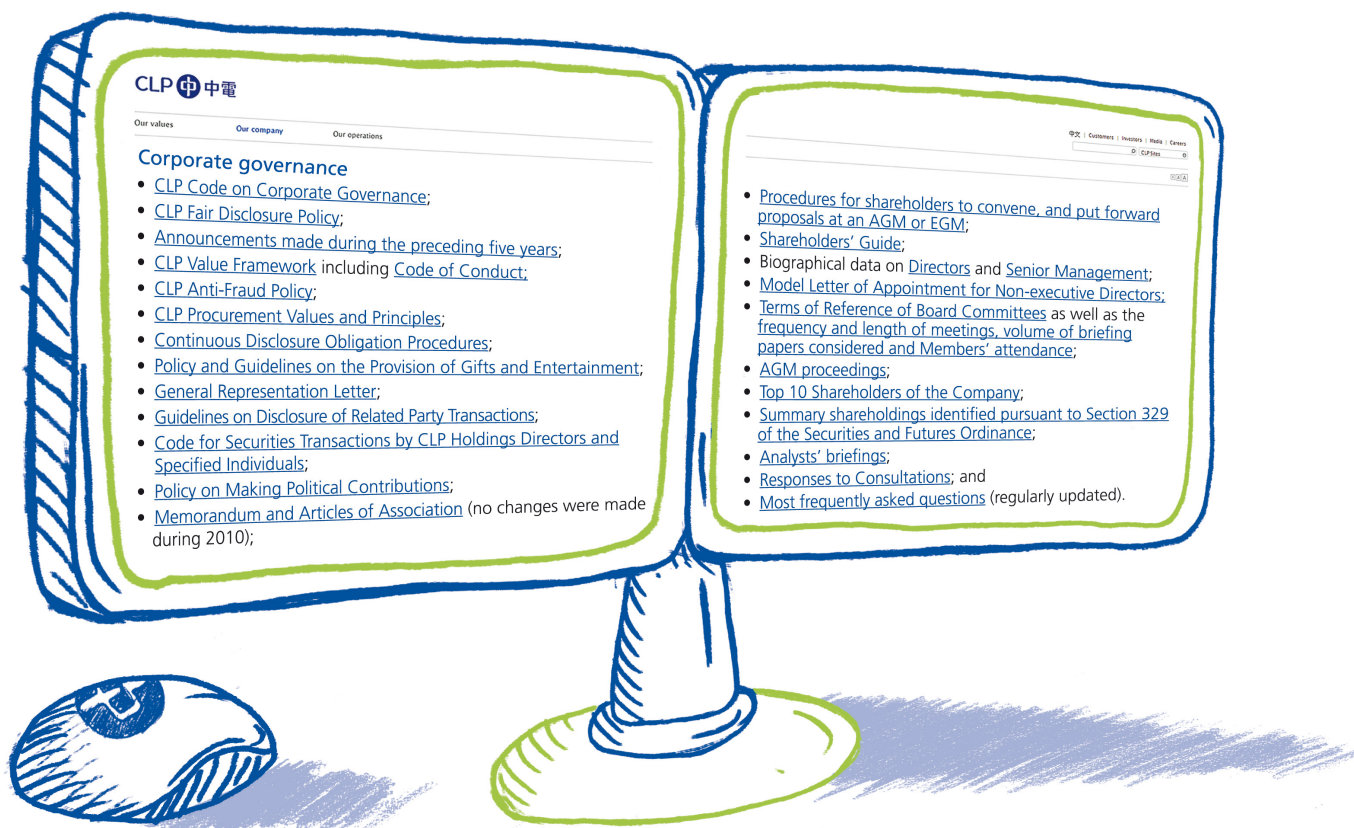 CLP 中電
Our values Our company Our operations
Corporate governance
• CLP Code on Corporate Governance;
• CLP Fair Disclosure Policy;
• Announcements made during the preceding five years;
• CLP Value Framework including Code of Conduct;
• CLP Anti-Fraud Policy;
• CLP Procurement Values and Principles;
• Continuous Disclosure Obligation Procedures;
• Policy and Guidelines on the Provision of Gifts and Entertainment;
• General Representation Letter;
• Guidelines on Disclosure of Related Party Transactions;
• Code for Securities Transactions by CLP Holdings Directors and
Specified Individuals;
• Policy on Making Political Contributions;
• Memorandum and Articles of Association (no changes were made
during 2010);
中文 | Customers | Investors | Media | Careers
CLP Sites
A A A
• Procedures for shareholders to convene, and put forward
proposals at an AGM or EGM;
• Shareholders’ Guide;
• Biographical data on Directors and Senior Management;
• Model Letter of Appointment for Non-executive Directors;
• Terms of Reference of Board Committees as well as the
frequency and length of meetings, volume of briefing
papers considered and Members’ attendance;
• AGM proceedings;
• Top 10 Shareholders of the Company;
• Summary shareholdings identified pursuant to Section 329
of the Securities and Futures Ordinance;
• Analysts’ briefings;
• Responses to Consultations; and
• Most frequently asked questions (regularly updated).